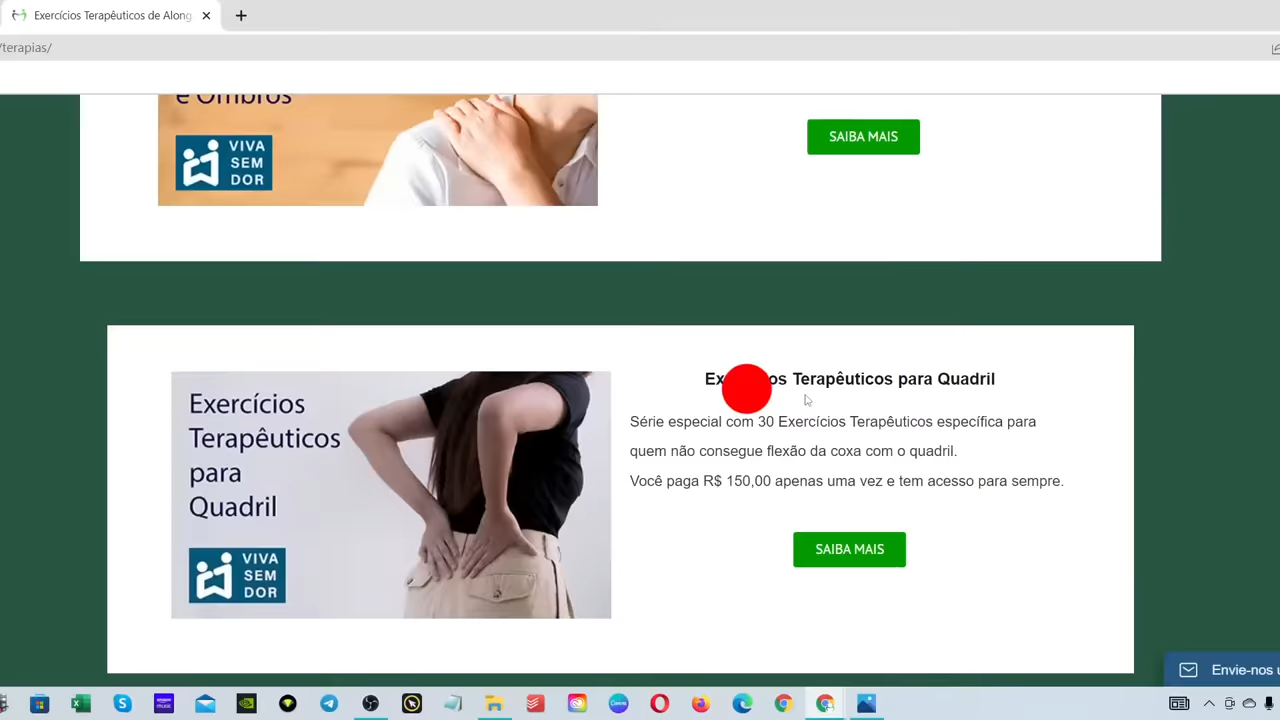 Exercícios Terapêuticos de Along
/terapias/
e Ombros
VIVA
SEM
DOR
SAIBA MAIS
Exercícios
Terapêuticos
para
Quadril
VIVA
SEM
DOR
Terapêuticos para Quadril
Série especial com 30 Exercícios Terapêuticos específica para
quem não consegue flexão da coxa com o quadril.
Você paga R$ 150,00 apenas uma vez e tem acesso para sempre.
SAIBA MAIS
Envie-nos u